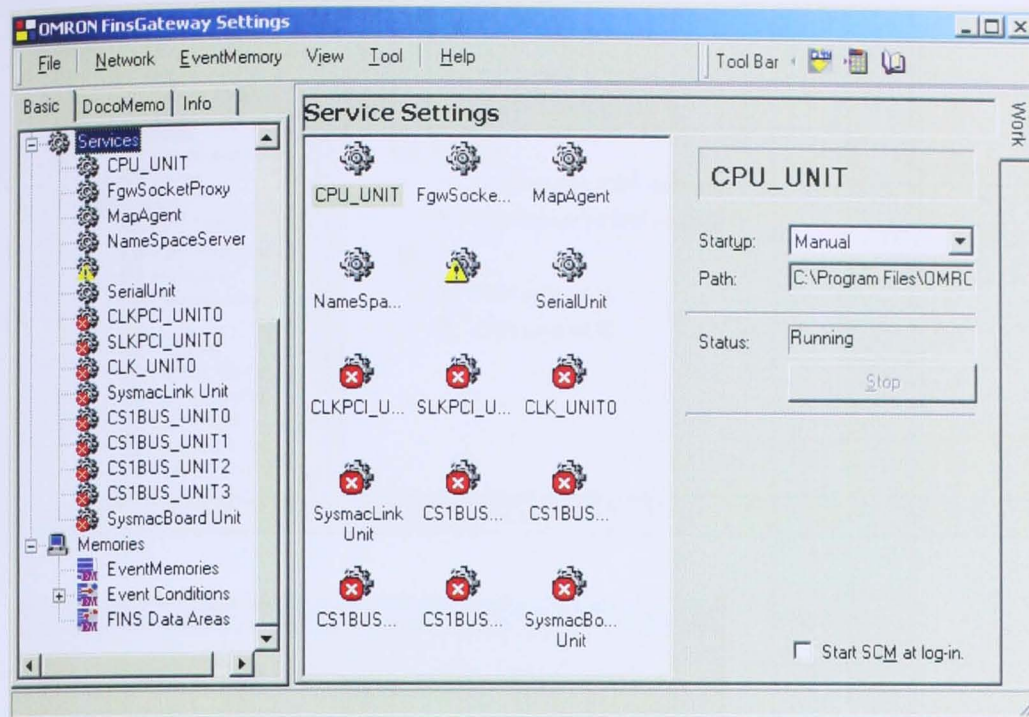 OMRON FinsGateway Settings
File Network EventMemory View Tool Help
Tool Bar
Basic DocoMemo Info
Services
CPU_UNIT
FgwSocketProxy
MapAgent
NameSpaceServer
SerialUnit
CLKPCI_UNIT0
SLKPCI_UNIT0
CLK_UNIT0
SysmacLink Unit
CS1BUS_UNIT0
CS1BUS_UNIT1
CS1BUS_UNIT2
CS1BUS_UNIT3
SysmacBoard Unit
Memories
EventMemories
Event Conditions
FINS Data Areas
Service Settings
CPU_UNIT FgwSocke... MapAgent
NameSpa... SerialUnit
CLKPCI_U... SLKPCI_U... CLK_UNIT0
SysmacLink Unit CS1BUS... CS1BUS...
CS1BUS... CS1BUS... SysmacBo... Unit
CPU_UNIT
Startup: Manual
Path: C:\Program Files\OMRC
Status: Running
Stop
Start SCM at log-in.
Work